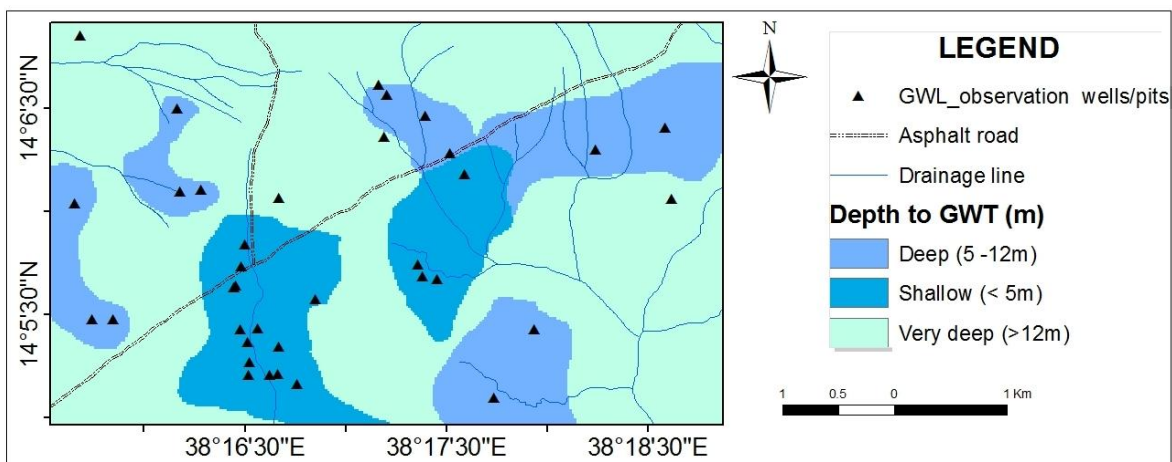 14°6'30"N
14°5'30"N
38°16'30"E
38°17'30"E
38°18'30"E
N
LEGEND
GWL_observation wells/pits
Asphalt road
Drainage line
Depth to GWT (m)
Deep (5 -12m)
Shallow (< 5m)
Very deep (>12m)
1 0.5 0 1 Km